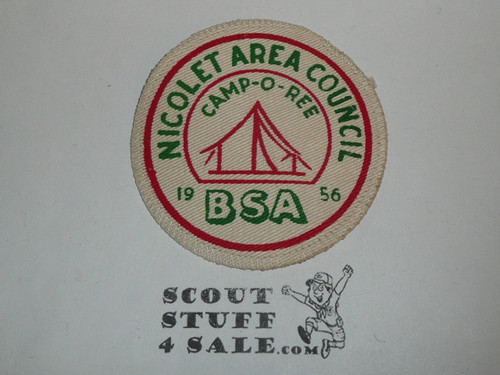 NICOLET AREA COUNCIL
CAMP-O-REE
19 56
BSA
SCOUT
STUFF
4 SALE.COM